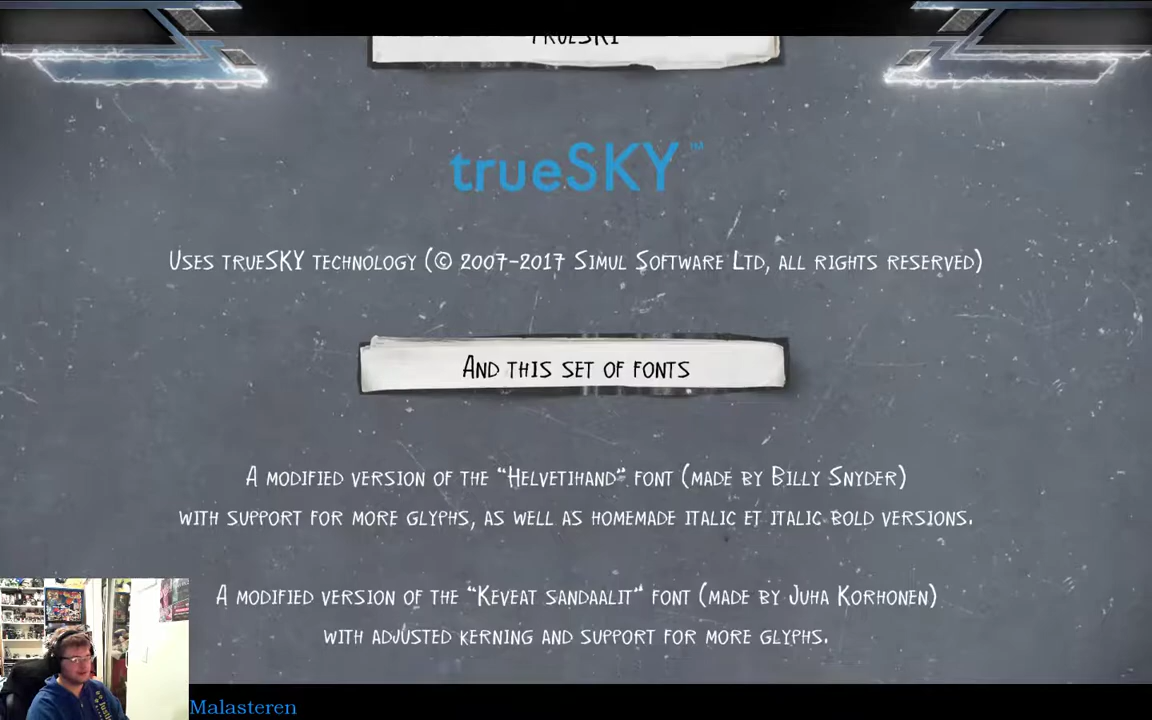 TRUESKY
trueSKY™
USES TRUESKY TECHNOLOGY (© 2007-2017 SIMUL SOFTWARE LTD, ALL RIGHTS RESERVED)
AND THIS SET OF FONTS
A MODIFIED VERSION OF THE "HELVETIHAND" FONT (MADE BY BILLY SNYDER)
WITH SUPPORT FOR MORE GLYPHS, AS WELL AS HOMEMADE ITALIC ET ITALIC BOLD VERSIONS.
A MODIFIED VERSION OF THE "KEVEAT SANDAALIT" FONT (MADE BY JUHA KORHONEN)
WITH ADJUSTED KERNING AND SUPPORT FOR MORE GLYPHS.
Malasteren